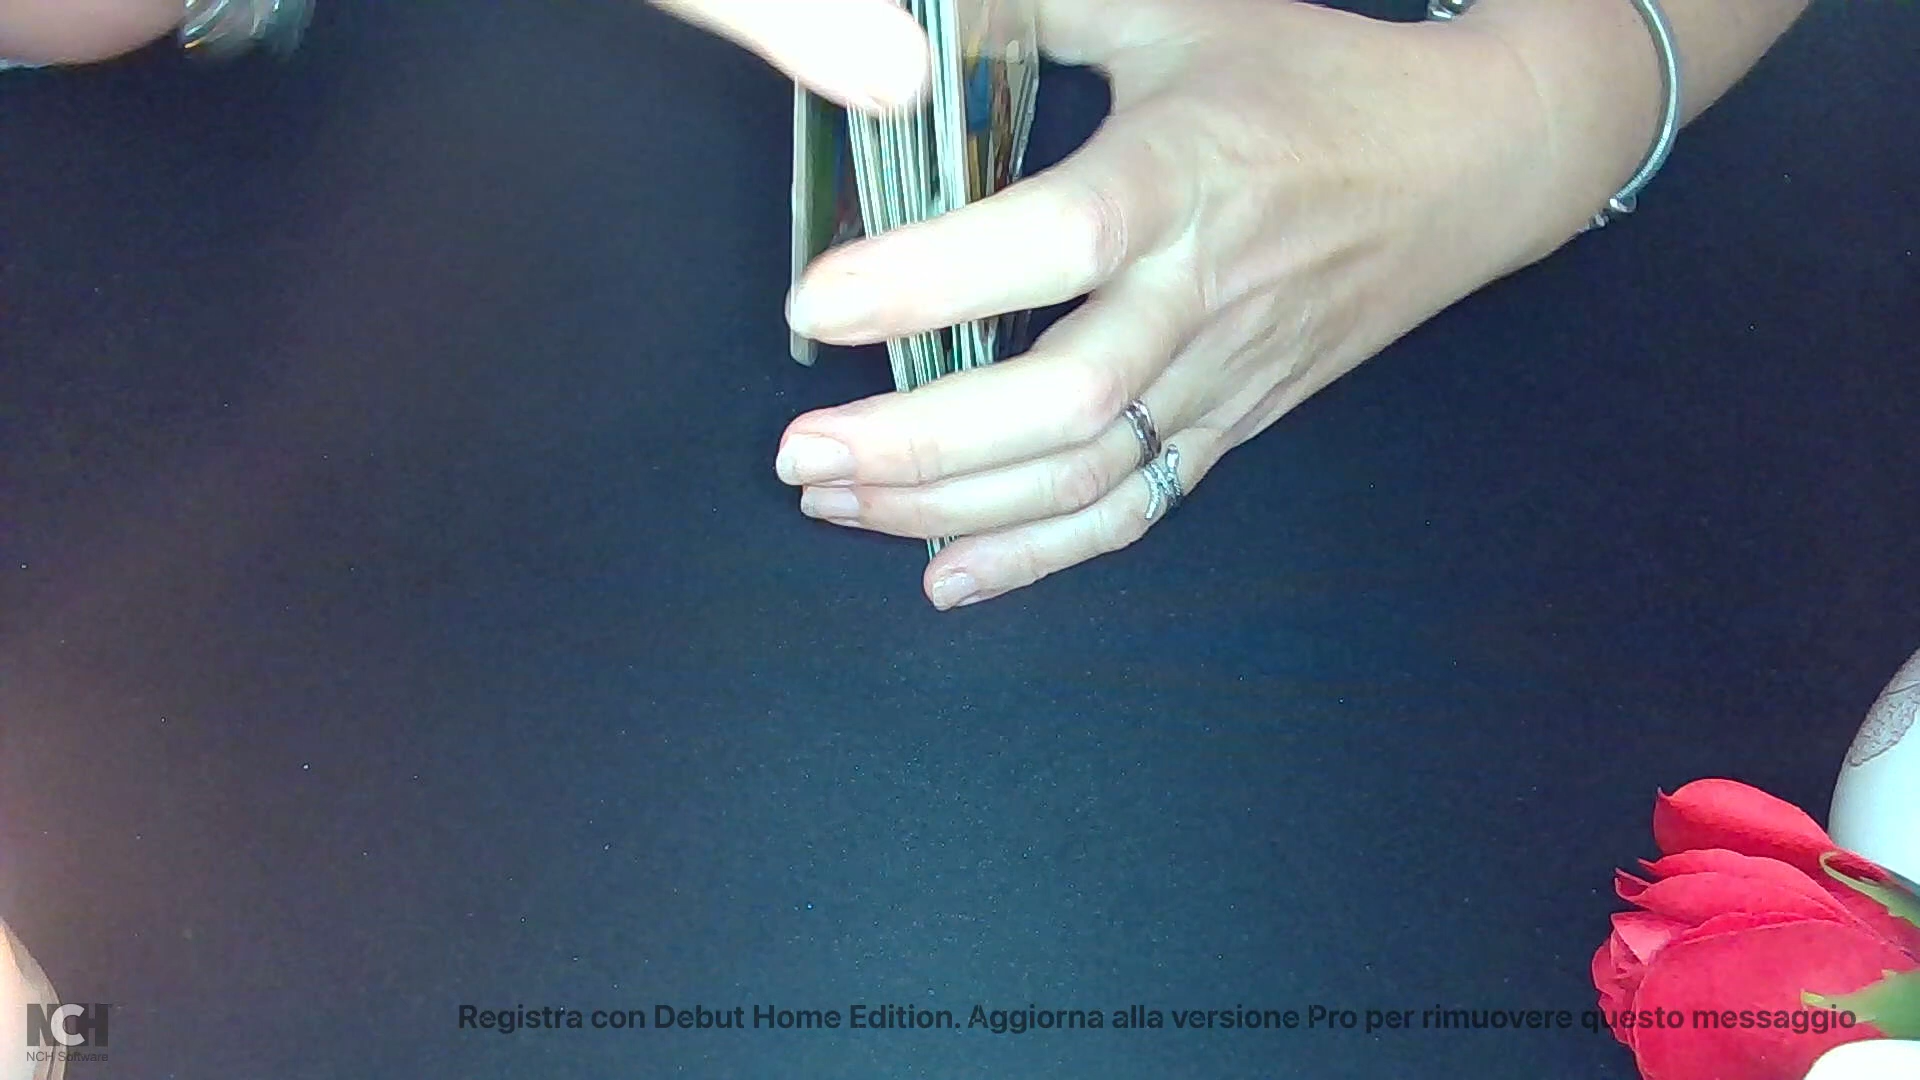 NCH
NCH Software
Registra con Debut Home Edition. Aggiorna alla versione Pro per rimuovere questo messaggio